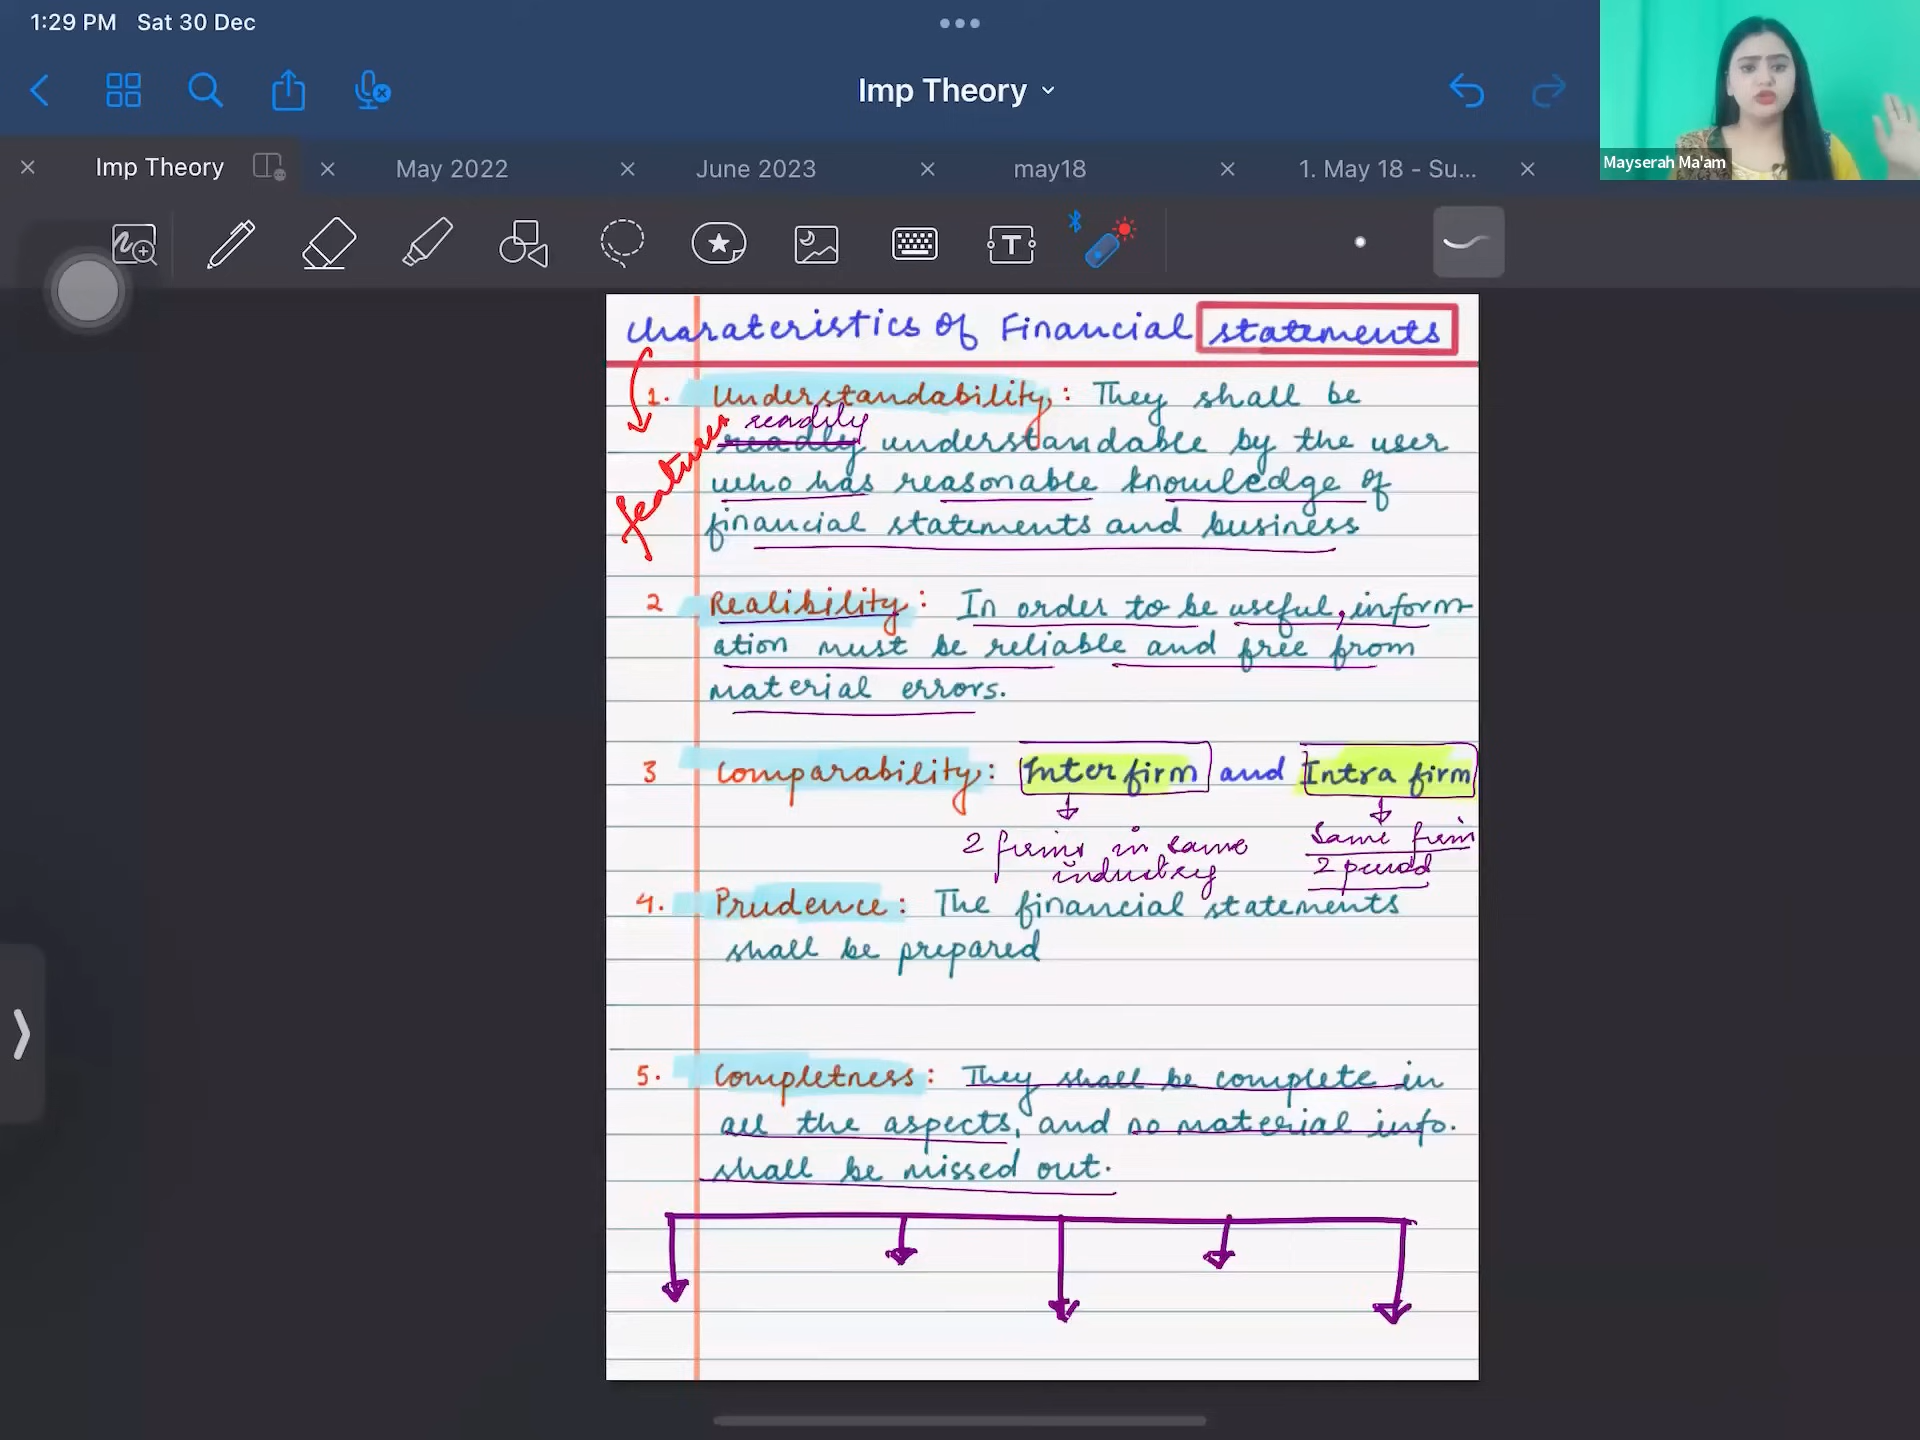 1:29 PM Sat 30 Dec
Imp Theory
Mayserah Ma'am
Imp Theory
May 2022
June 2023
may18
1. May 18 - Su...
T
Charateristics of Financial statements
features
1. Understandability: They shall be
readily
readly understandable by the user
who has reasonable knowledge of
financial statements and business
2 Realibility: In order to be useful, inform-
ation must be reliable and free from
material errors.
3 Comparability: Inter firm and Intra firm
2 firms in same
industry
Same firm
2 period
4. Prudence: The financial statements
shall be prepared
5. Completness: They shall be complete in
all the aspects, and no material info.
shall be missed out.